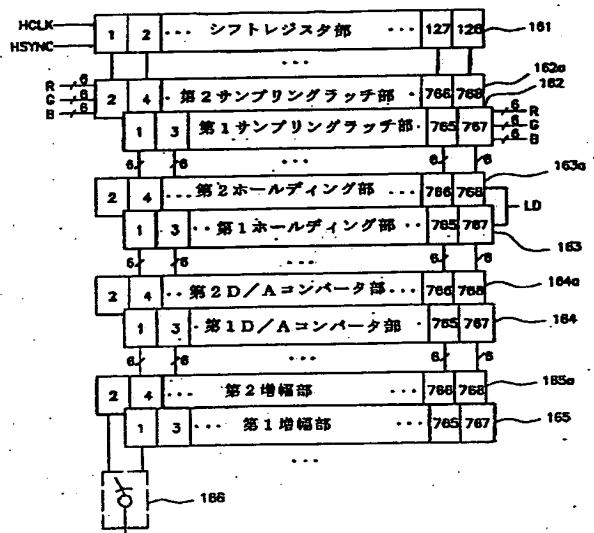 HCLK
HSYNC
1 2 ... シフトレジスタ部 ... 127 128 161
162a
R 6
G 6
B 6
2 4 ・第2サンプリングラッチ部・ 766 768 162
1 3 第1サンプリングラッチ部 765 767
6 R
6 G
6 B
6 6 ... 6 6
163a
2 4 ...第2ホールディング部 ... 766 768
LD
1 3 ・・第1ホールディング部・・ 765 767
163
6 6 ... 6 6
2 4 ・・第2D/Aコンバータ部・・・ 766 768 164a
1 3 ・第1D/Aコンバータ部・ 765 767 164
6 6 ... 6 6
2 4 ・・ 第2増幅部 ・・・ 766 768 165a
1 3 ・・・ 第1増幅部 ・・・ 765 767 165
...
166